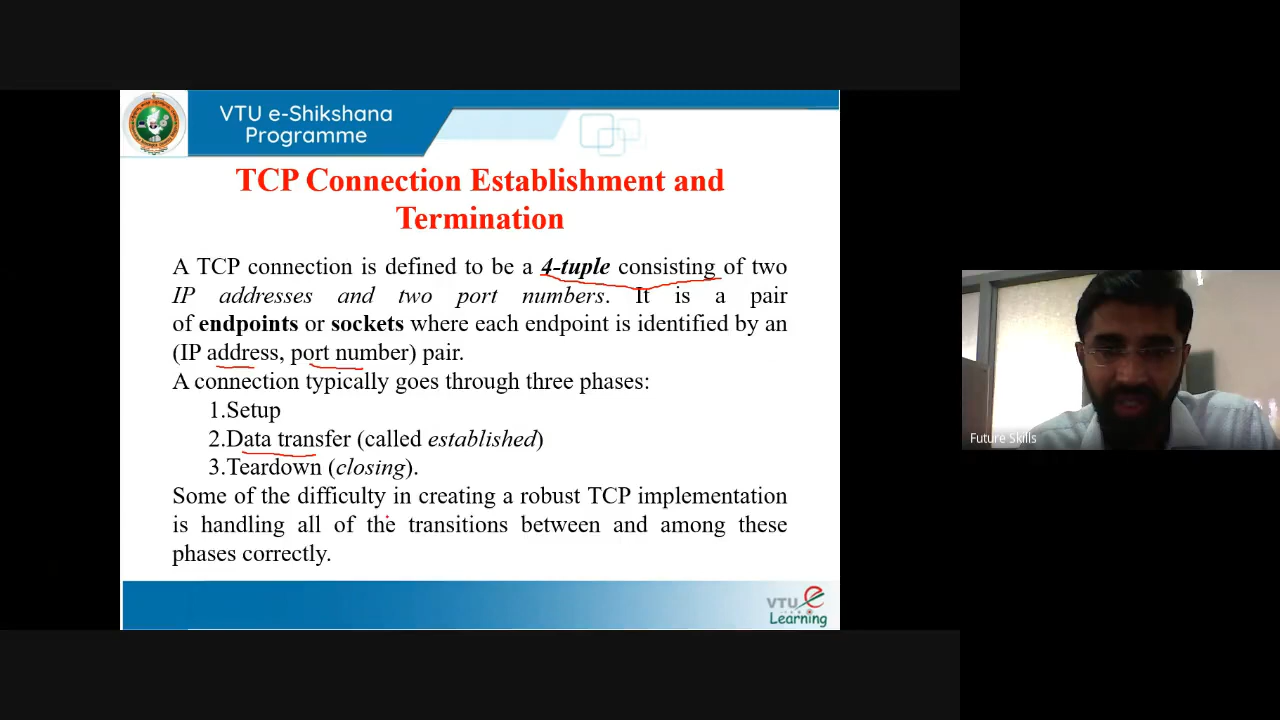 VTU e-Shikshana
Programme
TCP Connection Establishment and
Termination
A TCP connection is defined to be a 4-tuple consisting of two
IP addresses and two port numbers. It is a pair
of endpoints or sockets where each endpoint is identified by an
(IP address, port number) pair.
A connection typically goes through three phases:
1.Setup
2.Data transfer (called established)
3.Teardown (closing).
Some of the difficulty in creating a robust TCP implementation
is handling all of the transitions between and among these
phases correctly.
VTU e
Learning
Future Skills